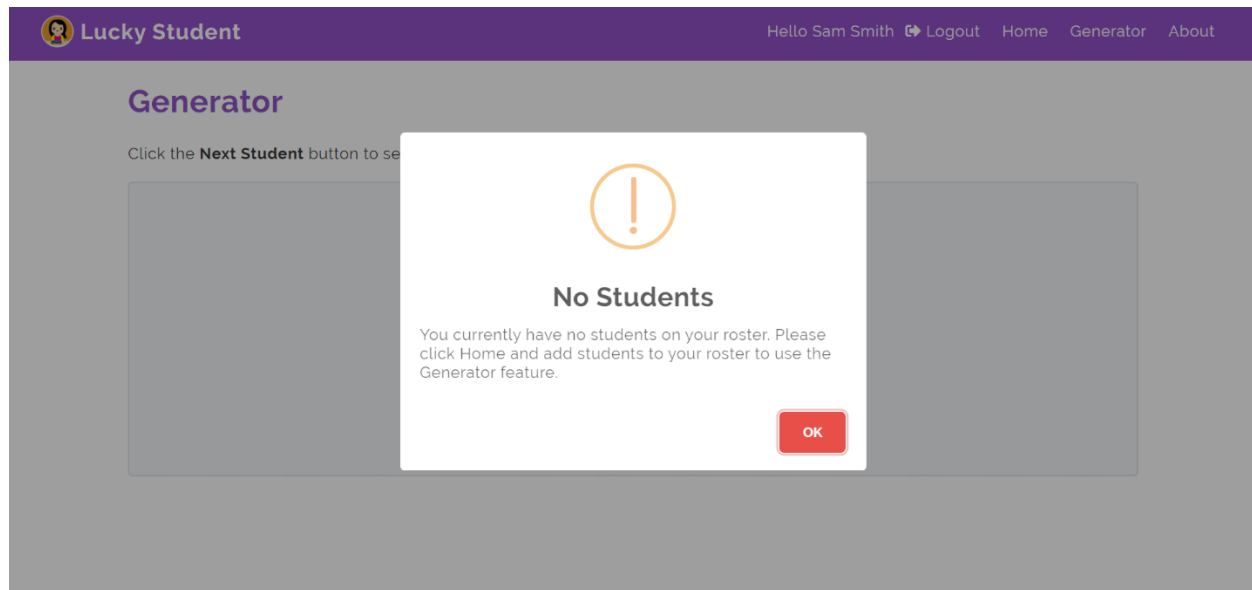 Lucky Student
Hello Sam Smith Logout Home Generator About
Generator
Click the Next Student button to se
No Students
You currently have no students on your roster. Please
click Home and add students to your roster to use the
Generator feature.
OK